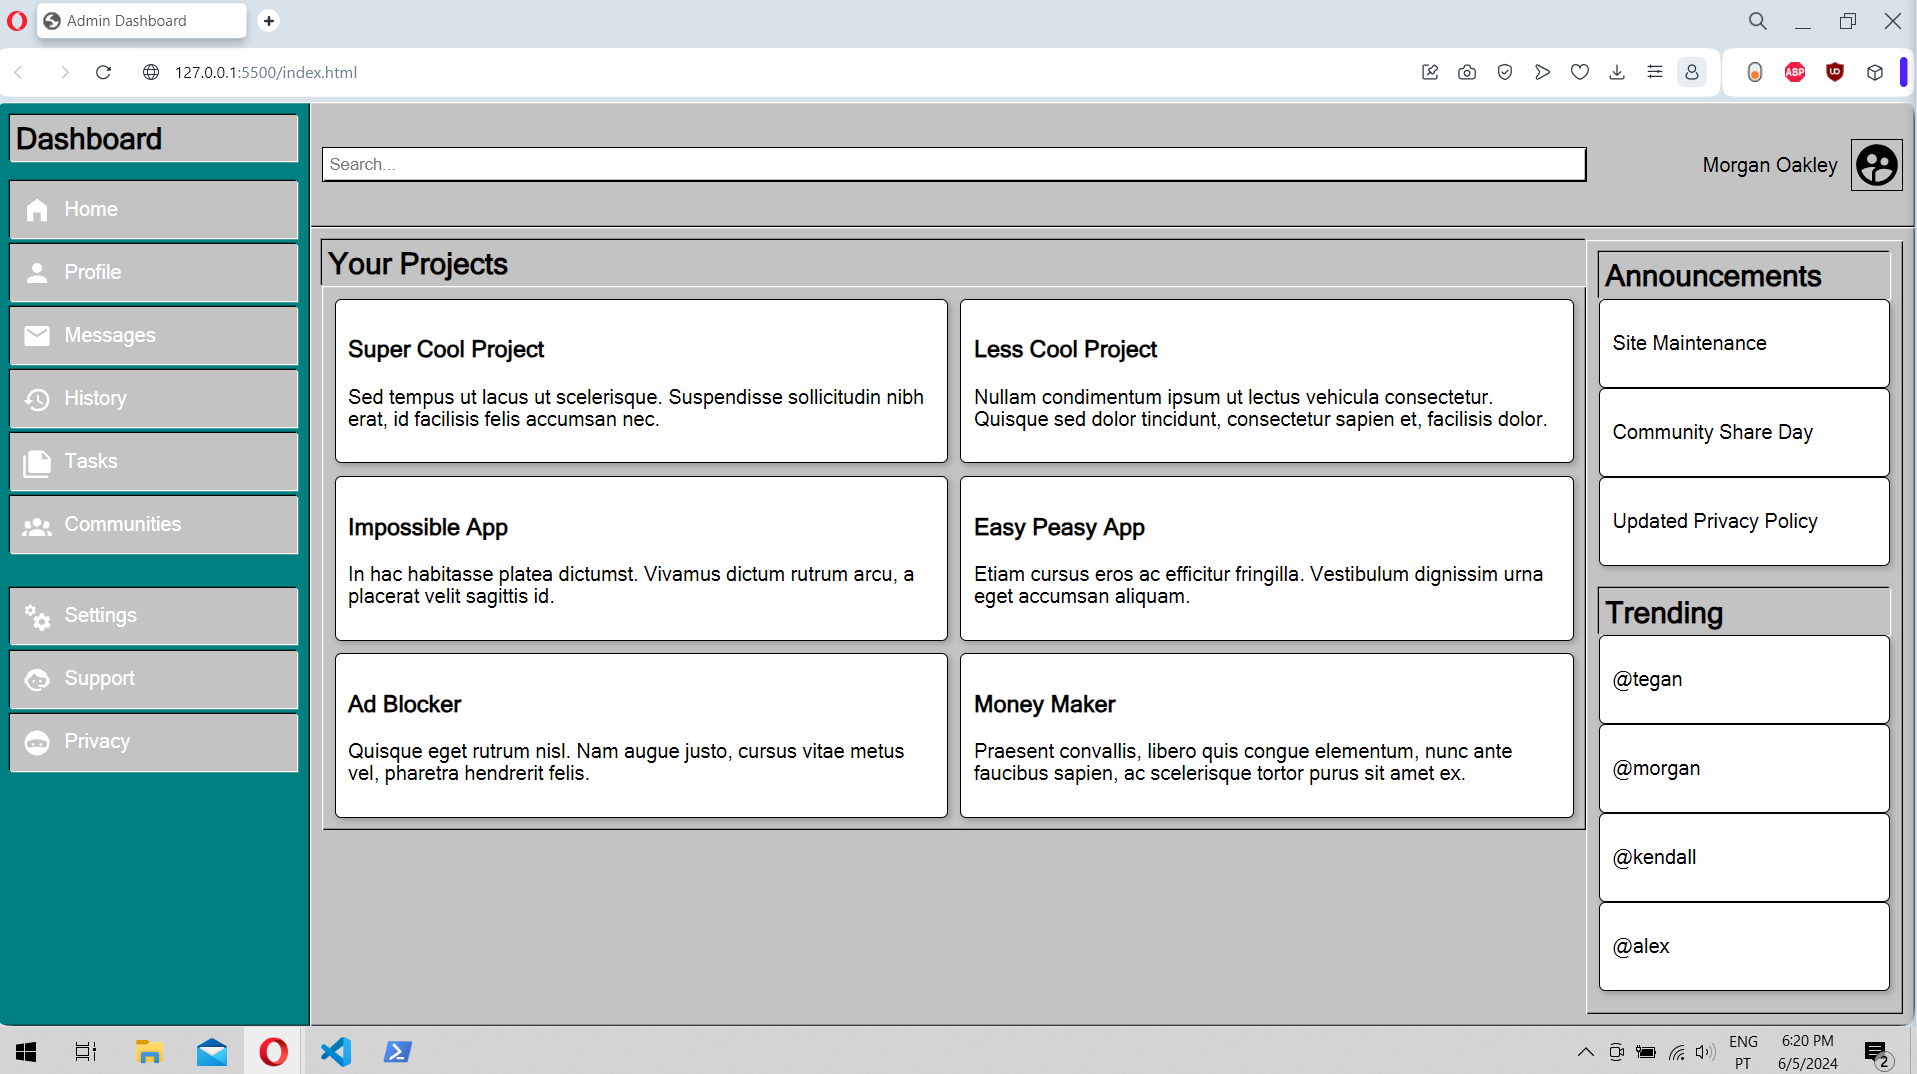 Admin Dashboard
127.0.0.1:5500/index.html
ABP
Dashboard
Home
Profile
Messages
History
Tasks
Communities
Settings
Support
Privacy
Search...
Morgan Oakley
Your Projects
Super Cool Project
Sed tempus ut lacus ut scelerisque. Suspendisse sollicitudin nibh
erat, id facilisis felis accumsan nec.
Less Cool Project
Nullam condimentum ipsum ut lectus vehicula consectetur.
Quisque sed dolor tincidunt, consectetur sapien et, facilisis dolor.
Impossible App
In hac habitasse platea dictumst. Vivamus dictum rutrum arcu, a
placerat velit sagittis id.
Easy Peasy App
Etiam cursus eros ac efficitur fringilla. Vestibulum dignissim urna
eget accumsan aliquam.
Ad Blocker
Quisque eget rutrum nisl. Nam augue justo, cursus vitae metus
vel, pharetra hendrerit felis.
Money Maker
Praesent convallis, libero quis congue elementum, nunc ante
faucibus sapien, ac scelerisque tortor purus sit amet ex.
Announcements
Site Maintenance
Community Share Day
Updated Privacy Policy
Trending
@tegan
@morgan
@kendall
@alex
ENG
PT
6:20 PM
6/5/2024
2